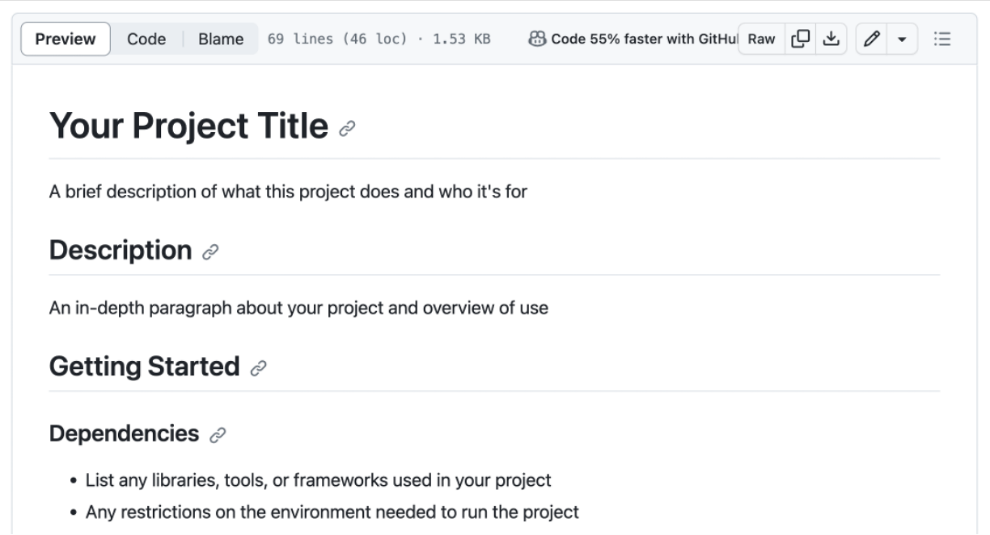 Preview Code Blame 69 lines (46 loc) · 1.53 KB Code 55% faster with GitHu Raw
Your Project Title
A brief description of what this project does and who it's for
Description
An in-depth paragraph about your project and overview of use
Getting Started
Dependencies
• List any libraries, tools, or frameworks used in your project
• Any restrictions on the environment needed to run the project